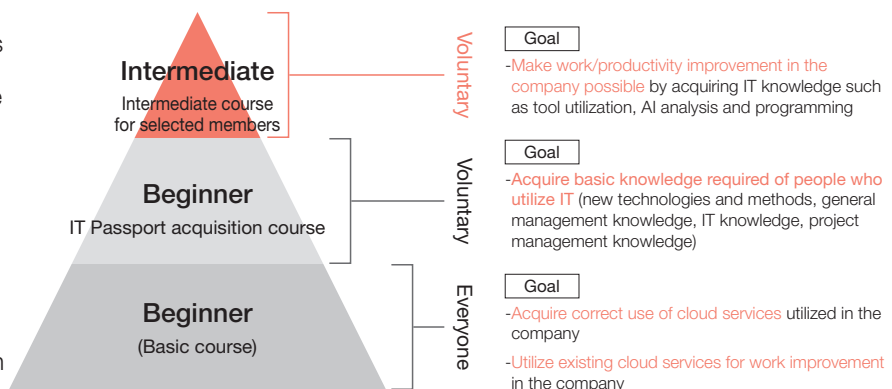 Intermediate
Intermediate course
for selected members
Voluntary
Goal
-Make work/productivity improvement in the
company possible by acquiring IT knowledge such
as tool utilization, AI analysis and programming
Beginner
IT Passport acquisition course
Voluntary
Goal
-Acquire basic knowledge required of people who
utilize IT (new technologies and methods, general
management knowledge, IT knowledge, project
management knowledge)
Beginner
(Basic course)
Everyone
Goal
-Acquire correct use of cloud services utilized in the
company
-Utilize existing cloud services for work improvement
in the company